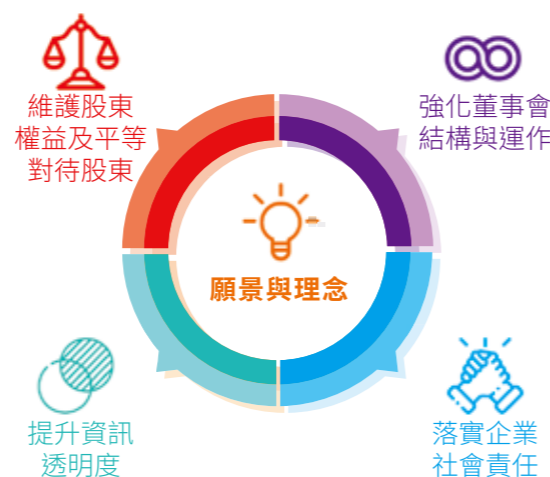 維護股東
權益及平等
對待股東
強化董事會
結構與運作
願景與理念
提升資訊
透明度
落實企業
社會責任